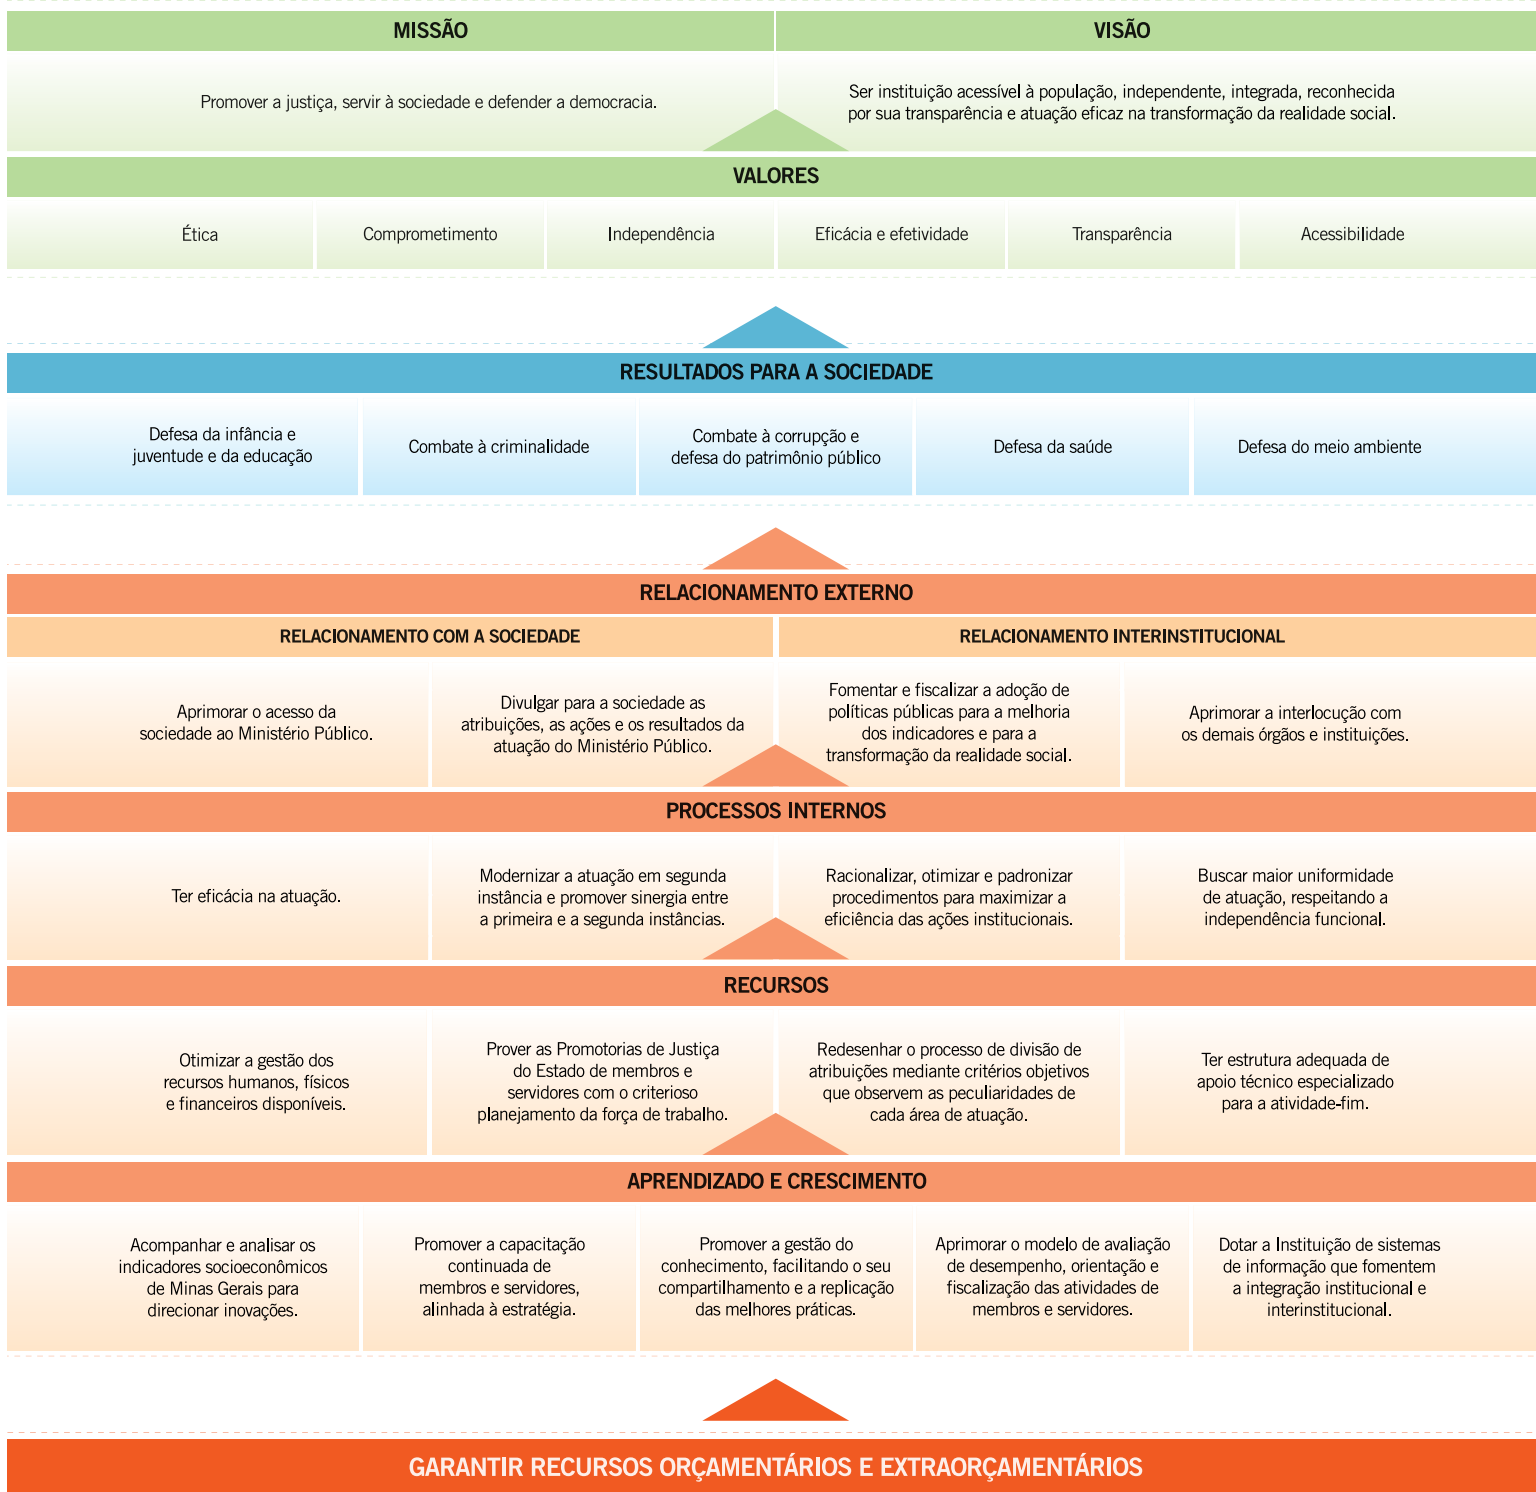 MISSÃO
VISÃO
Promover a justiça, servir à sociedade e defender a democracia.
Ser instituição acessível à população, independente, integrada, reconhecida
por sua transparência e atuação eficaz na transformação da realidade social.
VALORES
Ética
Comprometimento
Independência
Eficácia e efetividade
Transparência
Acessibilidade
RESULTADOS PARA A SOCIEDADE
Defesa da infância e
juventude e da educação
Combate à criminalidade
Combate à corrupção e
defesa do patrimônio público
Defesa da saúde
Defesa do meio ambiente
RELACIONAMENTO EXTERNO
RELACIONAMENTO COM A SOCIEDADE
RELACIONAMENTO INTERINSTITUCIONAL
Aprimorar o acesso da
sociedade ao Ministério Público.
Divulgar para a sociedade as
atribuições, as ações e os resultados da
atuação do Ministério Público.
Fomentar e fiscalizar a adoção de
políticas públicas para a melhoria
dos indicadores e para a
transformação da realidade social.
Aprimorar a interlocução com
os demais órgãos e instituições.
PROCESSOS INTERNOS
Ter eficácia na atuação.
Modernizar a atuação em segunda
instância e promover sinergia entre
a primeira e a segunda instâncias.
Racionalizar, otimizar e padronizar
procedimentos para maximizar a
eficiência das ações institucionais.
Buscar maior uniformidade
de atuação, respeitando a
independência funcional.
RECURSOS
Otimizar a gestão dos
recursos humanos, físicos
e financeiros disponíveis.
Prover as Promotorias de Justiça
do Estado de membros e
servidores com o criterioso
planejamento da força de trabalho.
Redesenhar o processo de divisão de
atribuições mediante critérios objetivos
que observem as peculiaridades de
cada área de atuação.
Ter estrutura adequada de
apoio técnico especializado
para a atividade-fim.
APRENDIZADO E CRESCIMENTO
Acompanhar e analisar os
indicadores socioeconômicos
de Minas Gerais para
direcionar inovações.
Promover a capacitação
continuada de
membros e servidores,
alinhada à estratégia.
Promover a gestão do
conhecimento, facilitando o seu
compartilhamento e a replicação
das melhores práticas.
Aprimorar o modelo de avaliação
de desempenho, orientação e
fiscalização das atividades de
membros e servidores.
Dotar a Instituição de sistemas
de informação que fomentem
a integração institucional e
interinstitucional.
GARANTIR RECURSOS ORÇAMENTÁRIOS E EXTRAORÇAMENTÁRIOS